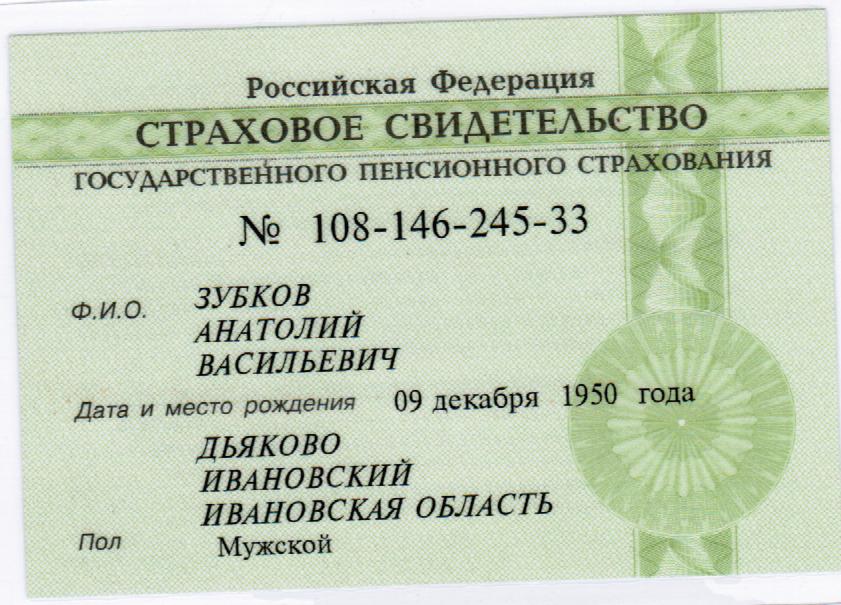 Российская Федерация
СТРАХОВОЕ СВИДЕТЕЛЬСТВО
ГОСУДАРСТВЕННОГО ПЕНСИОННОГО СТРАХОВАНИЯ
№ 108-146-245-33
Ф.И.О. ЗУБКОВ
АНАТОЛИЙ
ВАСИЛЬЕВИЧ
Дата и место рождения 09 декабря 1950 года
ДЬЯКОВО
ИВАНОВСКИЙ
ИВАНОВСКАЯ ОБЛАСТЬ
Пол Мужской